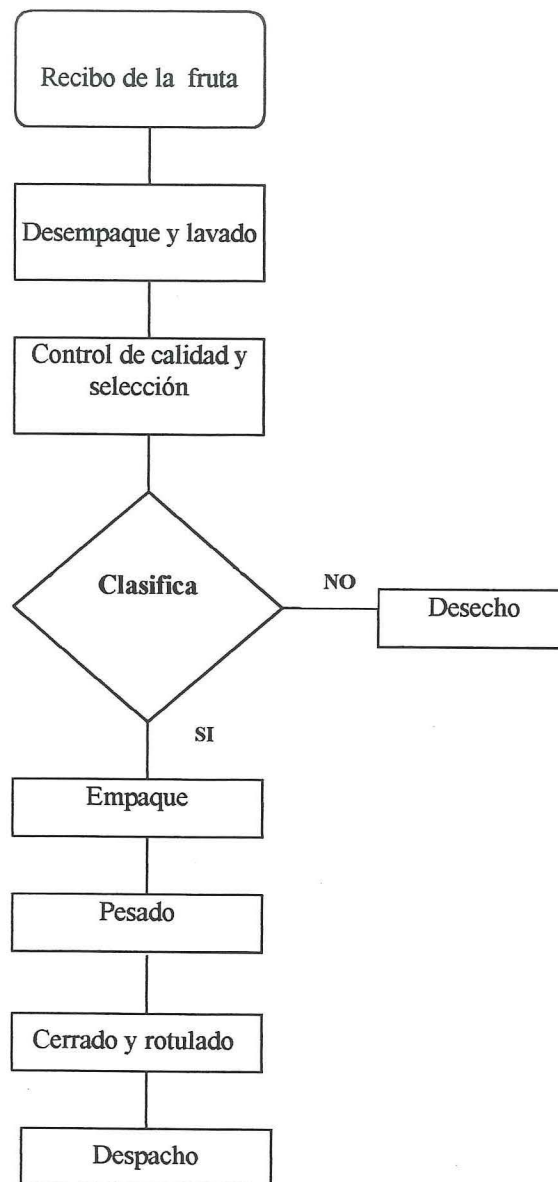 Recibo de la fruta
Desempaque y lavado
Control de calidad y
selección
Clasifica
NO
Desecho
SI
Empaque
Pesado
Cerrado y rotulado
Despacho